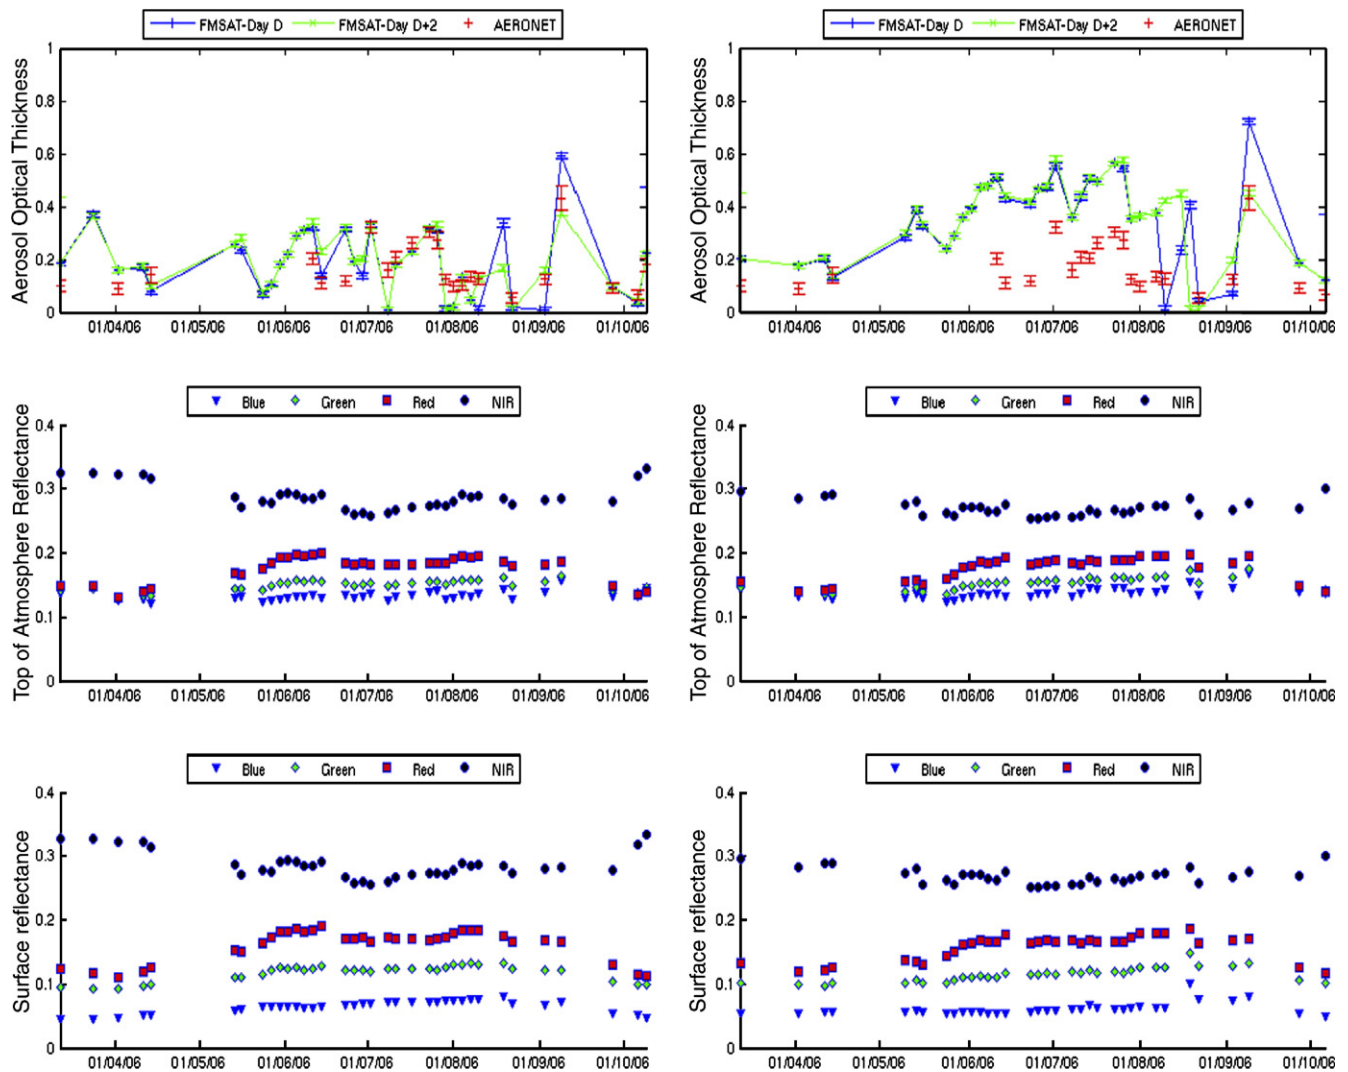 FMSAT-Day D FMSAT-Day D+2 AERONET
Aerosol Optical Thickness
1
0.8
0.6
0.4
0.2
0
01/04/06 01/05/06 01/06/06 01/07/06 01/08/06 01/09/06 01/10/06
FMSAT-Day D FMSAT-Day D+2 AERONET
Aerosol Optical Thickness
1
0.8
0.6
0.4
0.2
0
01/04/06 01/05/06 01/06/06 01/07/06 01/08/06 01/09/06 01/10/06
Blue Green Red NIR
Top of Atmosphere Reflectance
0.4
0.3
0.2
0.1
0
01/04/06 01/05/06 01/06/06 01/07/06 01/08/06 01/09/06 01/10/06
Blue Green Red NIR
Top of Atmosphere Reflectance
0.4
0.3
0.2
0.1
0
01/04/06 01/05/06 01/06/06 01/07/06 01/08/06 01/09/06 01/10/06
Blue Green Red NIR
Surface reflectance
0.4
0.3
0.2
0.1
0
01/04/06 01/05/06 01/06/06 01/07/06 01/08/06 01/09/06 01/10/06
Blue Green Red NIR
Surface reflectance
0.4
0.3
0.2
0.1
0
01/04/06 01/05/06 01/06/06 01/07/06 01/08/06 01/09/06 01/10/06